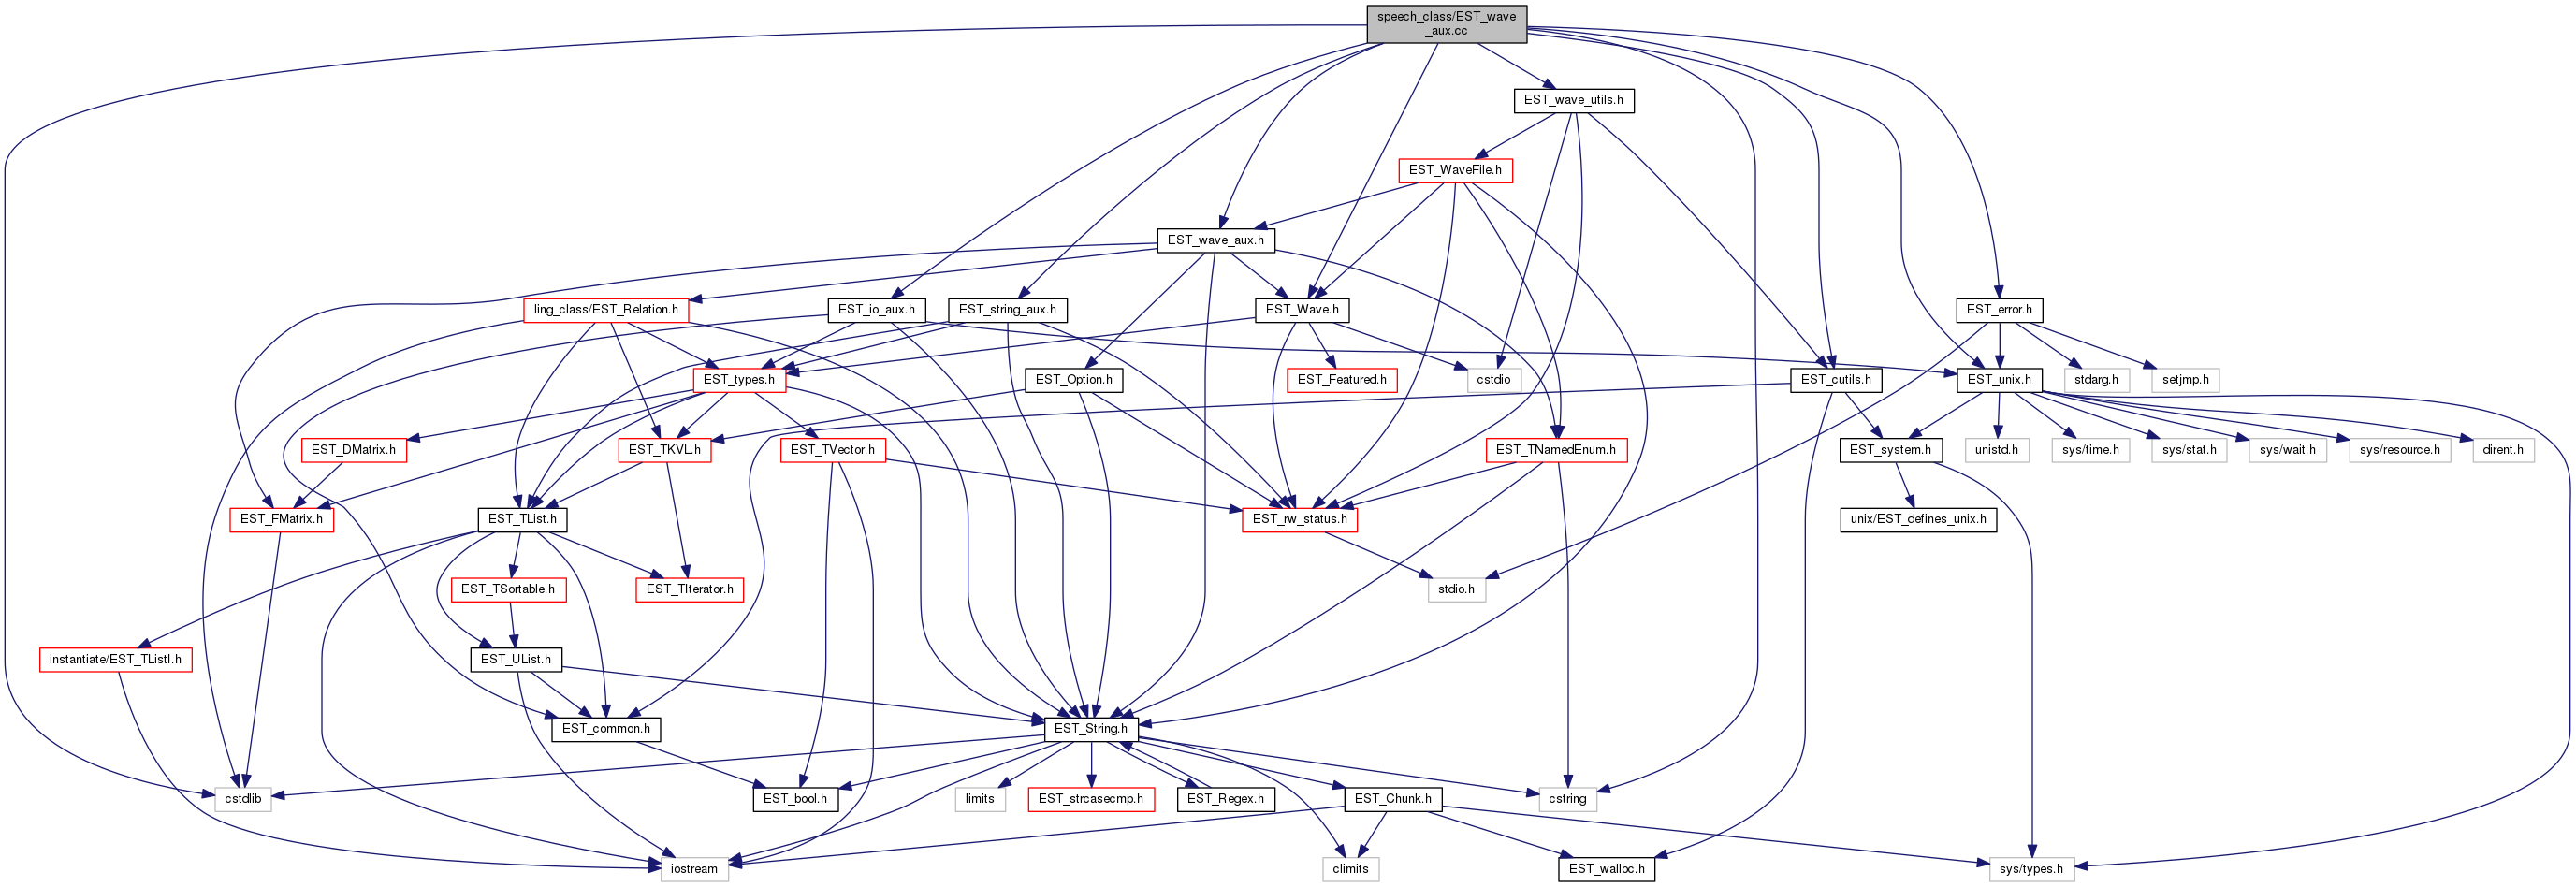 speech_class/EST_wave
_aux.cc
EST_wave_utils.h
EST_WaveFile.h
EST_wave_aux.h
ling_class/EST_Relation.h
EST_io_aux.h
EST_string_aux.h
EST_Wave.h
EST_error.h
EST_types.h
EST_Option.h
EST_Featured.h
cstdio
EST_cutils.h
EST_unix.h
stdarg.h
setjmp.h
EST_DMatrix.h
EST_TKVL.h
EST_TVector.h
EST_TNamedEnum.h
EST_system.h
unistd.h
sys/time.h
sys/stat.h
sys/wait.h
sys/resource.h
dirent.h
EST_FMatrix.h
EST_TList.h
EST_rw_status.h
unix/EST_defines_unix.h
EST_TSortable.h
EST_TIterator.h
stdio.h
instantiate/EST_TListI.h
EST_UList.h
EST_common.h
EST_String.h
cstdlib
EST_bool.h
limits
EST_strcasecmp.h
EST_Regex.h
EST_Chunk.h
cstring
iostream
climits
EST_walloc.h
sys/types.h